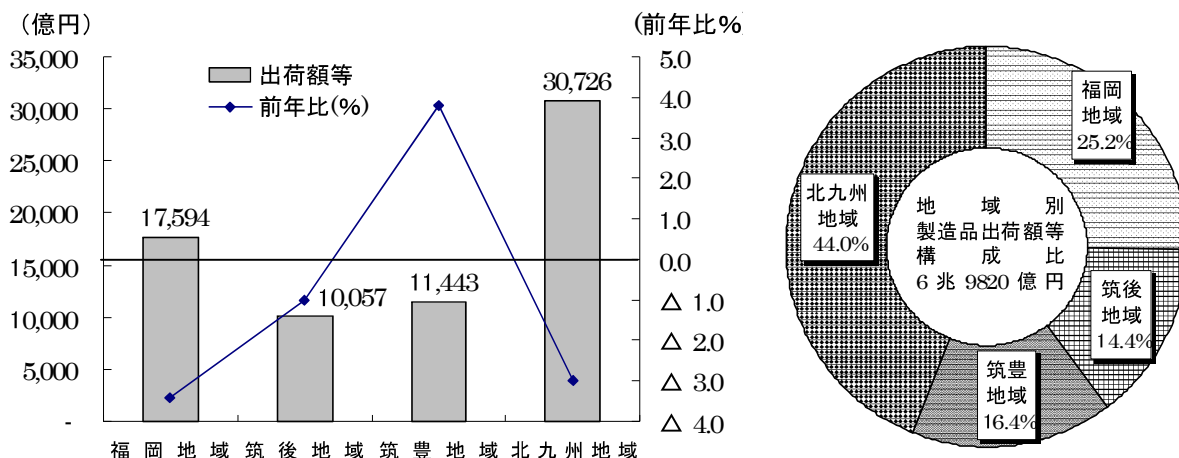 (億円)
(前年比%)
35,000
30,000
25,000
20,000
15,000
10,000
5,000
-
出荷額等
前年比(%)
17,594
10,057
11,443
30,726
5.0
4.0
3.0
2.0
1.0
0.0
△ 1.0
△ 2.0
△ 3.0
△ 4.0
福岡地域 筑後地域 筑豊地域 北九州地域
福岡
地域
25.2%
筑後
地域
14.4%
筑豊
地域
16.4%
北九州
地域
44.0%
地域別
製造品出荷額等
構成比
6兆9820億円